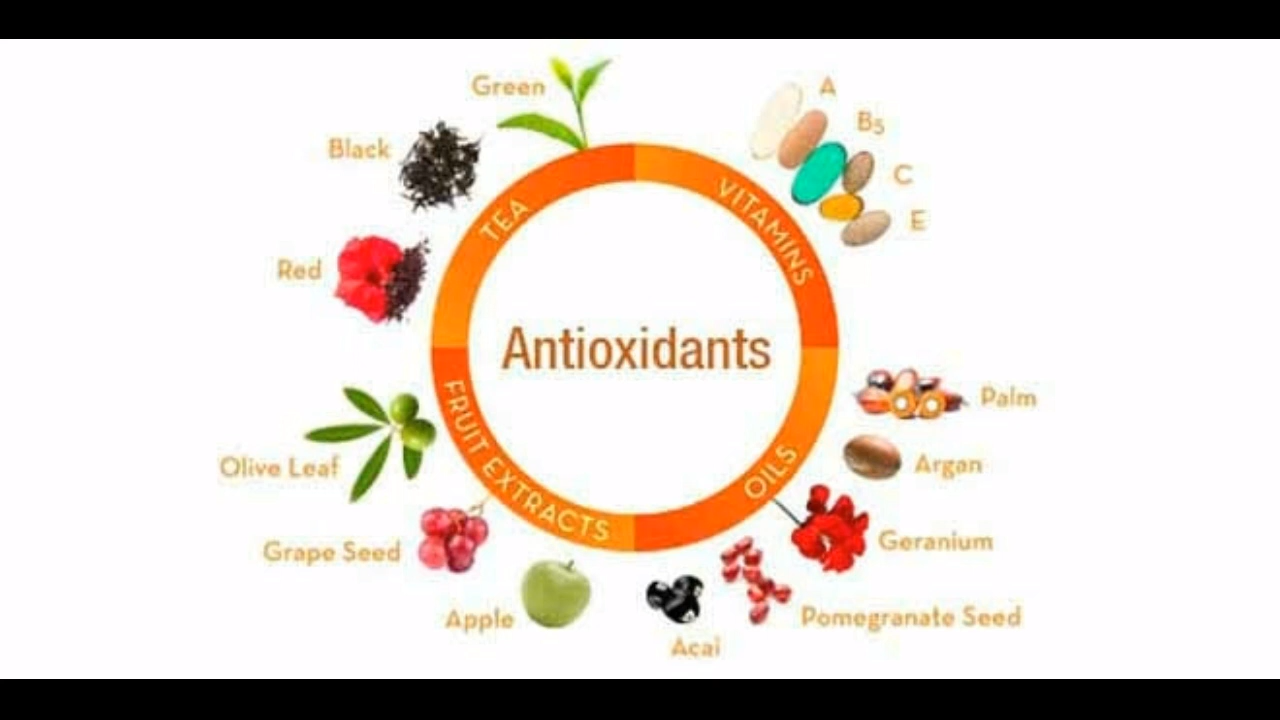 Antioxidants
TEA
Green
Black
Red
VITAMINS
A
B5
C
E
OILS
Palm
Argan
Geranium
Pomegranate Seed
Acai
FRUIT EXTRACTS
Olive Leaf
Grape Seed
Apple